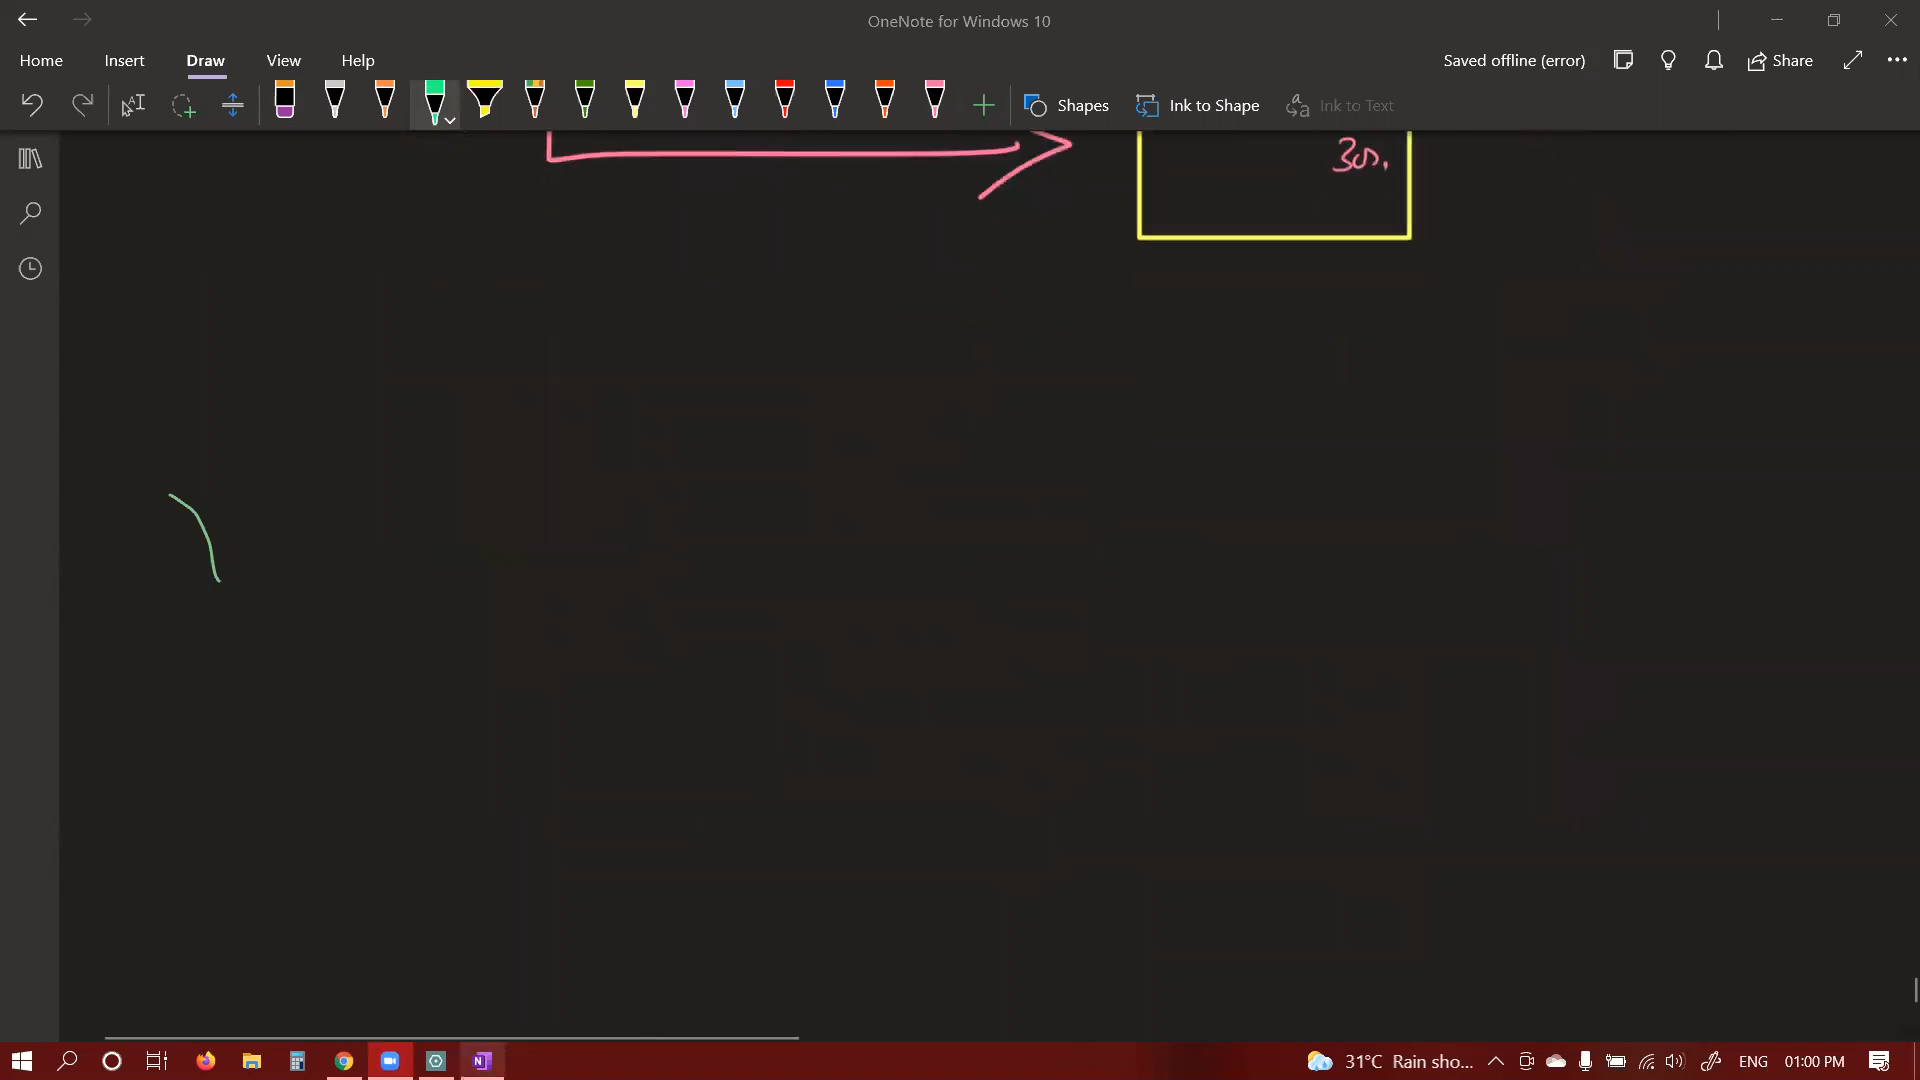 OneNote for Windows 10
Home Insert Draw View Help Saved offline (error) Share
Shapes Ink to Shape Ink to Text
31°C Rain sho... ENG 01:00 PM